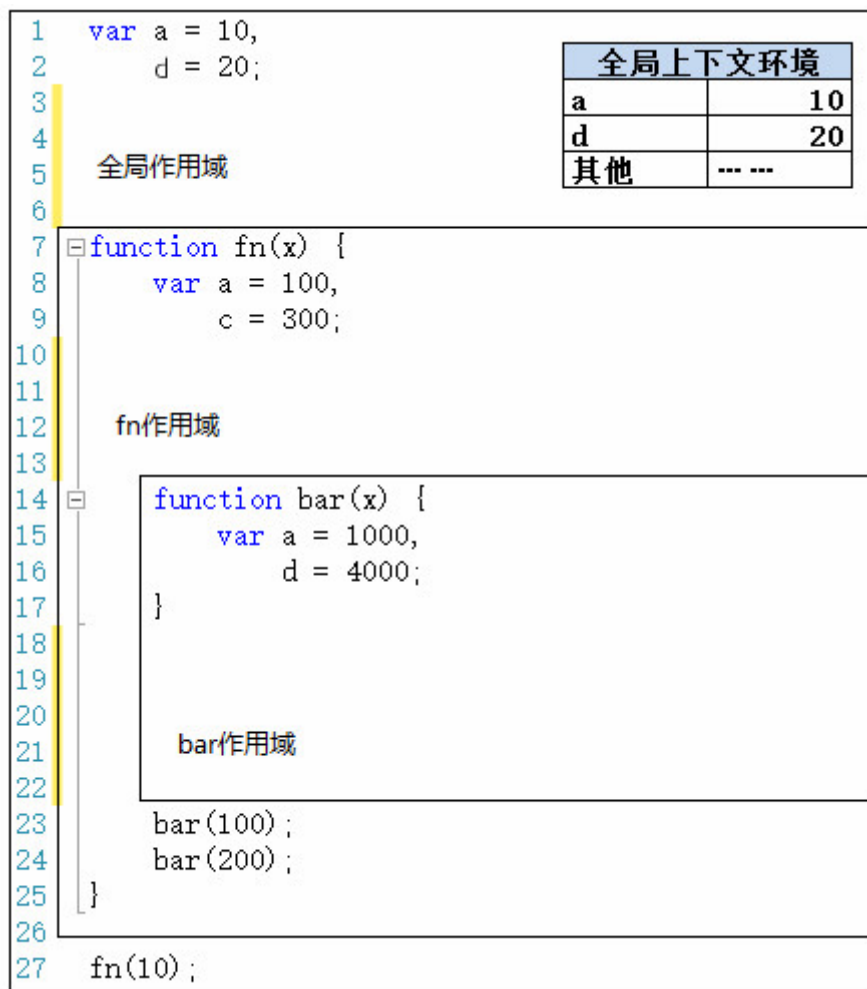 1 var a = 10,
2 d = 20;
全局上下文环境
a 10
d 20
其他 --- ---
3
4
5 全局作用域
6
7 function fn(x) {
8 var a = 100,
9 c = 300;
10
11
12 fn作用域
13
14 function bar(x) {
15 var a = 1000,
16 d = 4000;
17 }
18
19
20
21 bar作用域
22
23 bar(100);
24 bar(200);
25 }
26
27 fn(10);